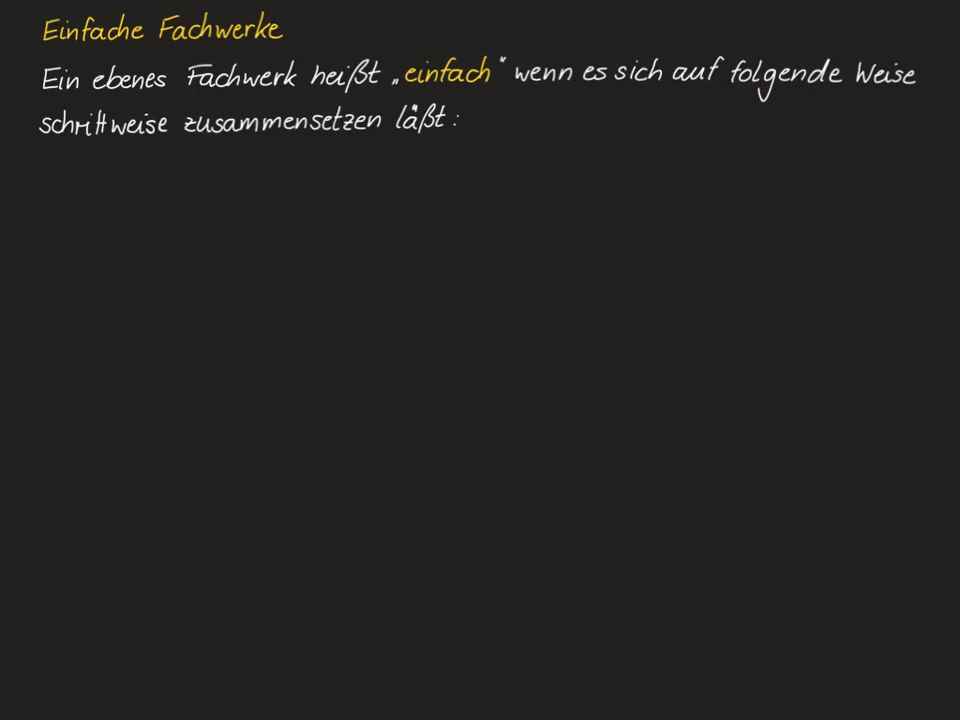 Einfache Fachwerke
Ein ebenes Fachwerk heißt „einfach" wenn es sich auf folgende Weise
schrittweise zusammensetzen läßt: